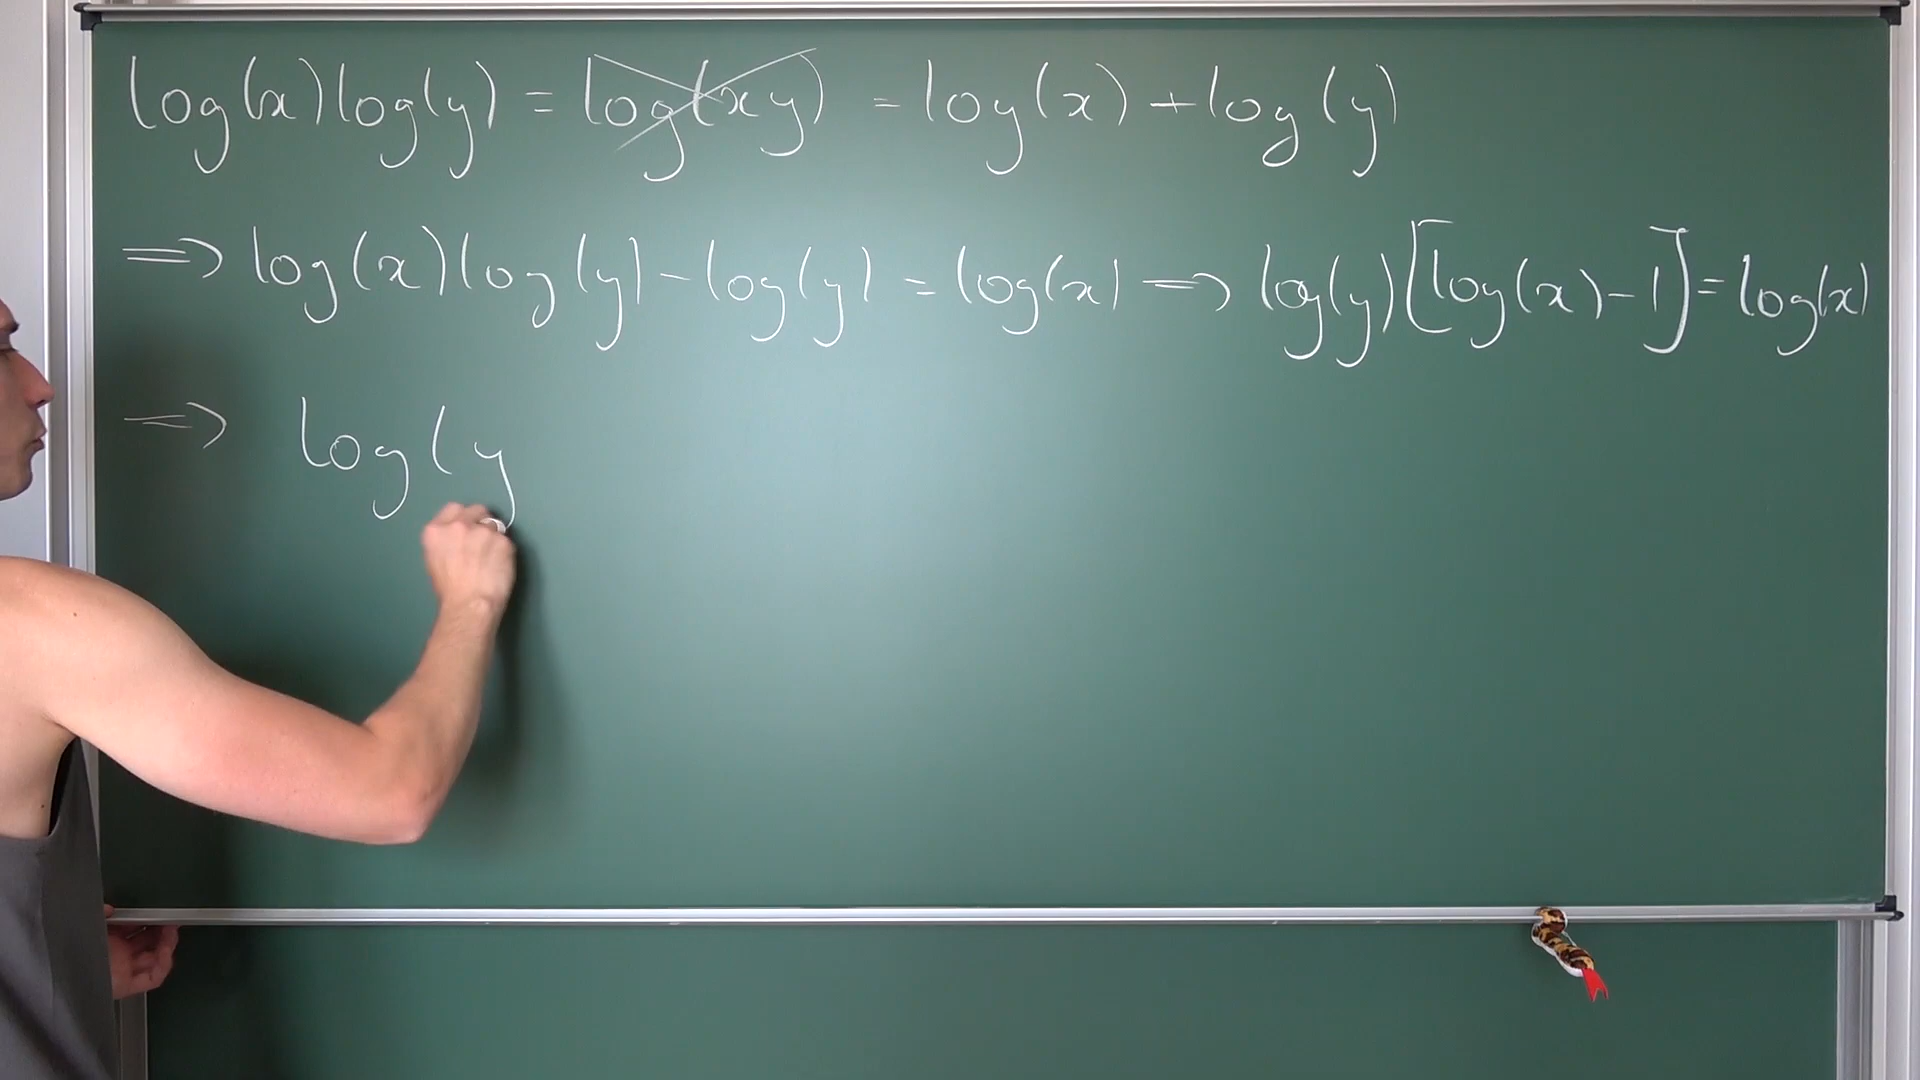 log(x)log(y) = log(xy) = log(x) + log(y)
⇒ log(x)log(y) - log(y) = log(x) ⇒ log(y)[log(x) - 1] = log(x)
⇒ log(y